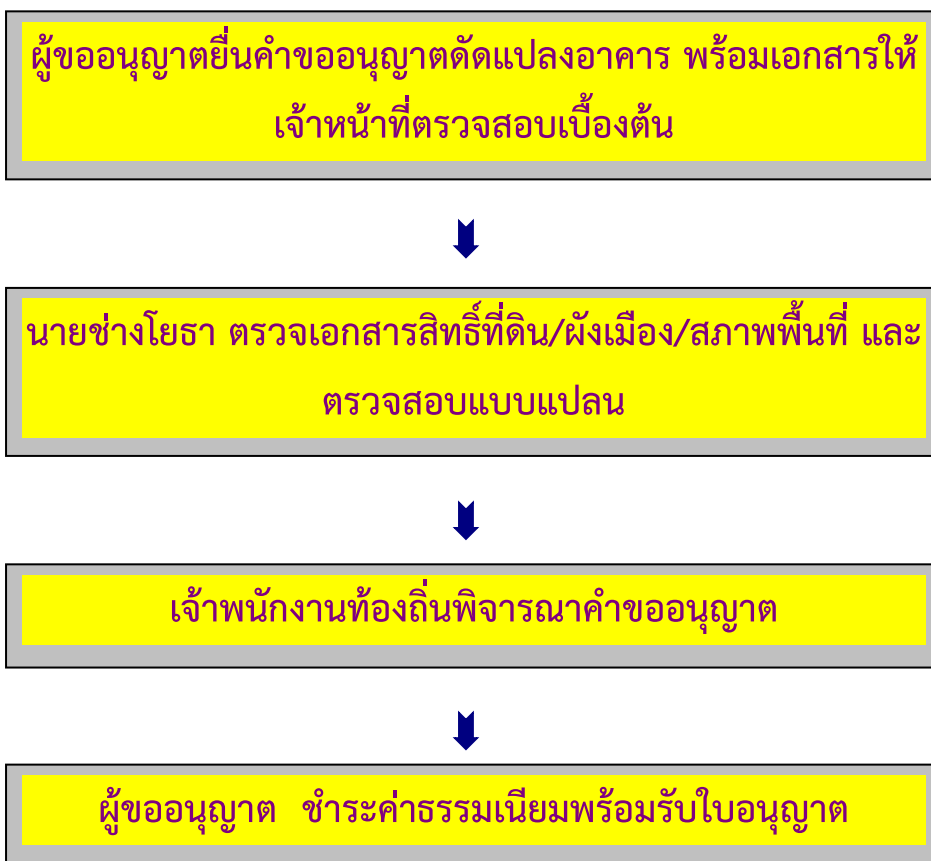 ผู้ขออนุญาตยื่นคำขออนุญาตดัดแปลงอาคาร พร้อมเอกสารให้
เจ้าหน้าที่ตรวจสอบเบื้องต้น
นายช่างโยธา ตรวจเอกสารสิทธิ์ที่ดิน/ผังเมือง/สภาพพื้นที่ และ
ตรวจสอบแบบแปลน
เจ้าพนักงานท้องถิ่นพิจารณาคำขออนุญาต
ผู้ขออนุญาต ชำระค่าธรรมเนียมพร้อมรับใบอนุญาต